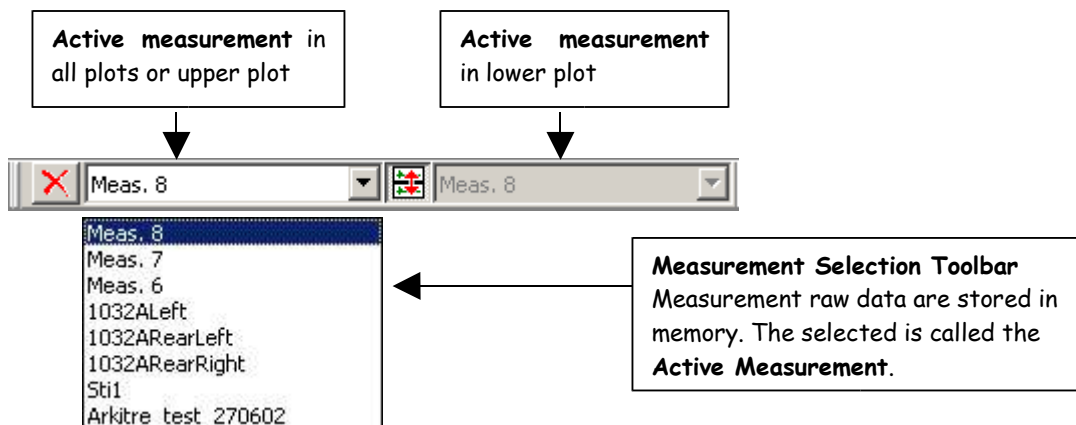 Active measurement in
all plots or upper plot
Active measurement
in lower plot
Meas. 8
Meas. 8
Meas. 8
Meas. 7
Meas. 6
1032ALeft
1032ARearLeft
1032ARearRight
Sti1
Arkitre test 270602
Measurement Selection Toolbar
Measurement raw data are stored in
memory. The selected is called the
Active Measurement.